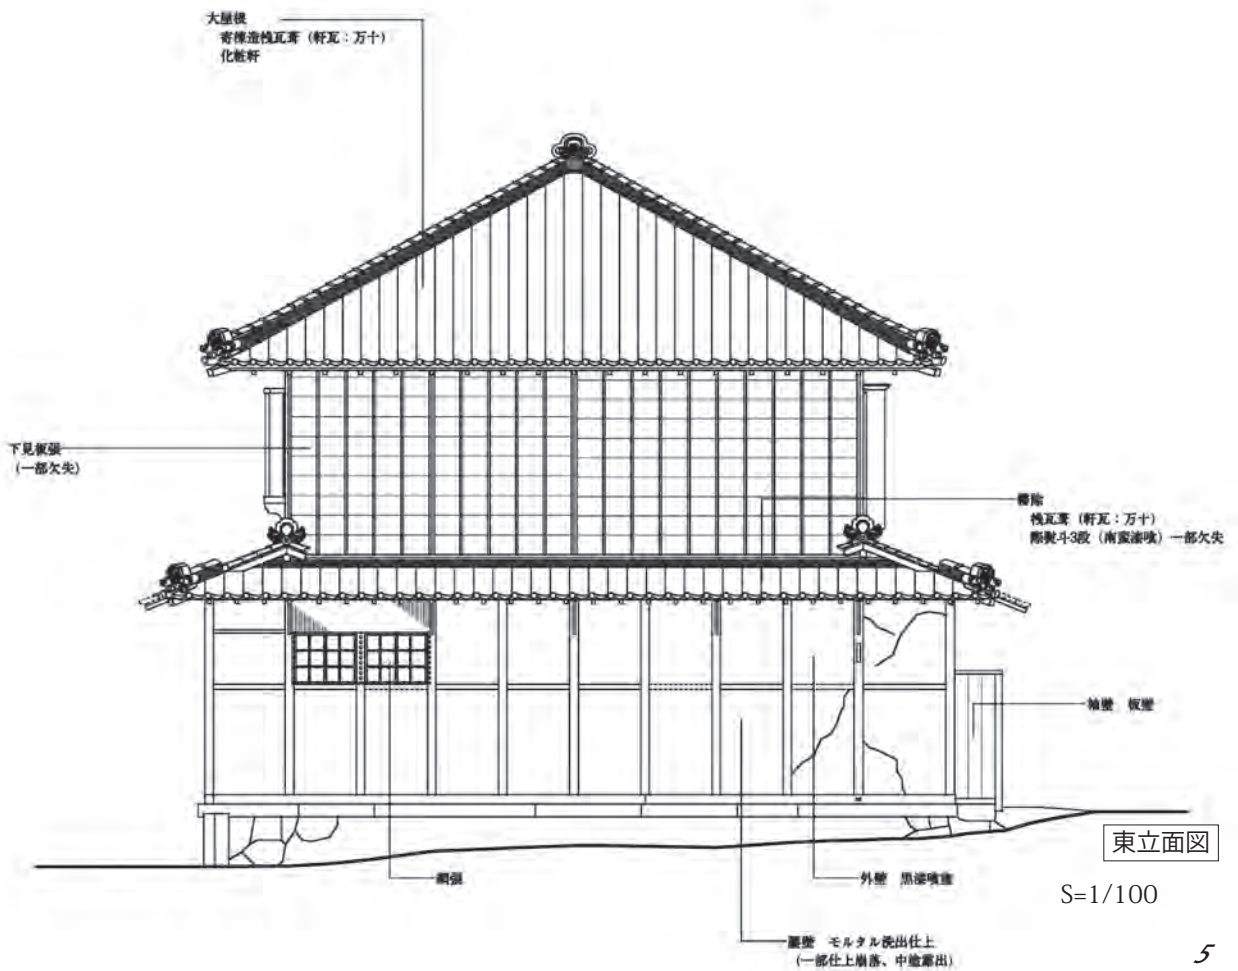 大屋根
寄棟造桟瓦葺（軒瓦：万十）
化粧軒
下見板張
（一部欠失）
霧除
桟瓦葺（軒瓦：万十）
際熨斗3段（南蛮漆喰）一部欠失
袖壁　板壁
網張
外壁　黒漆喰塗
腰壁　モルタル洗出仕上
（一部仕上崩落、中塗露出）
東立面図
S=1/100
5